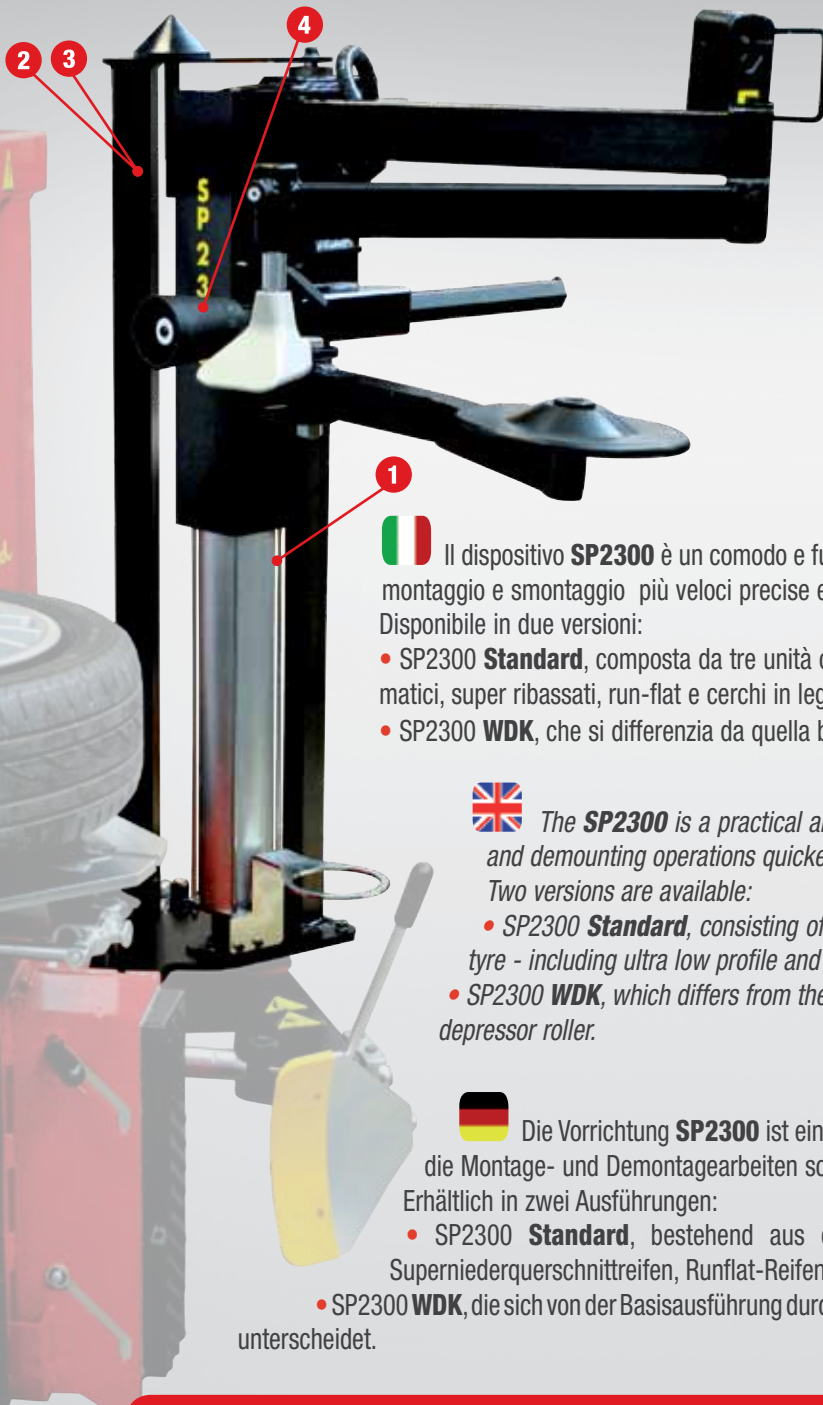 4
2 3
SP23
1
Il dispositivo SP2300 è un comodo e fu
montaggio e smontaggio più veloci precise e
Disponibile in due versioni:
• SP2300 Standard, composta da tre unità
matici, super ribassati, run-flat e cerchi in leg
• SP2300 WDK, che si differenzia da quella b
The SP2300 is a practical a
and demounting operations quicke
Two versions are available:
• SP2300 Standard, consisting of
tyre - including ultra low profile and
• SP2300 WDK, which differs from the
depressor roller.
Die Vorrichtung SP2300 ist ein
die Montage- und Demontagearbeiten so
Erhältlich in zwei Ausführungen:
• SP2300 Standard, bestehend aus
Superniederquerschnittreifen, Runflat-Reifen
• SP2300 WDK, die sich von der Basisausführung durc
unterscheidet.